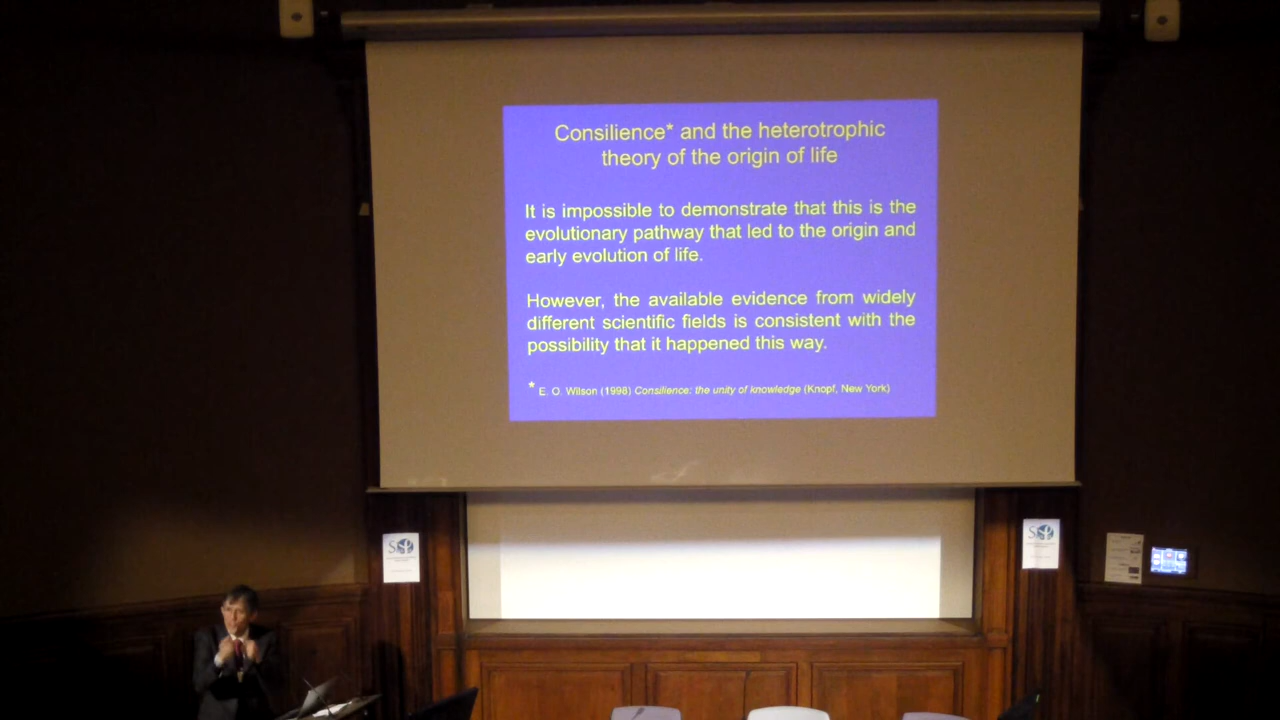 Consilience* and the heterotrophic
theory of the origin of life
It is impossible to demonstrate that this is the
evolutionary pathway that led to the origin and
early evolution of life.
However, the available evidence from widely
different scientific fields is consistent with the
possibility that it happened this way.
* E. O. Wilson (1998) Consilience: the unity of knowledge (Knopf, New York)